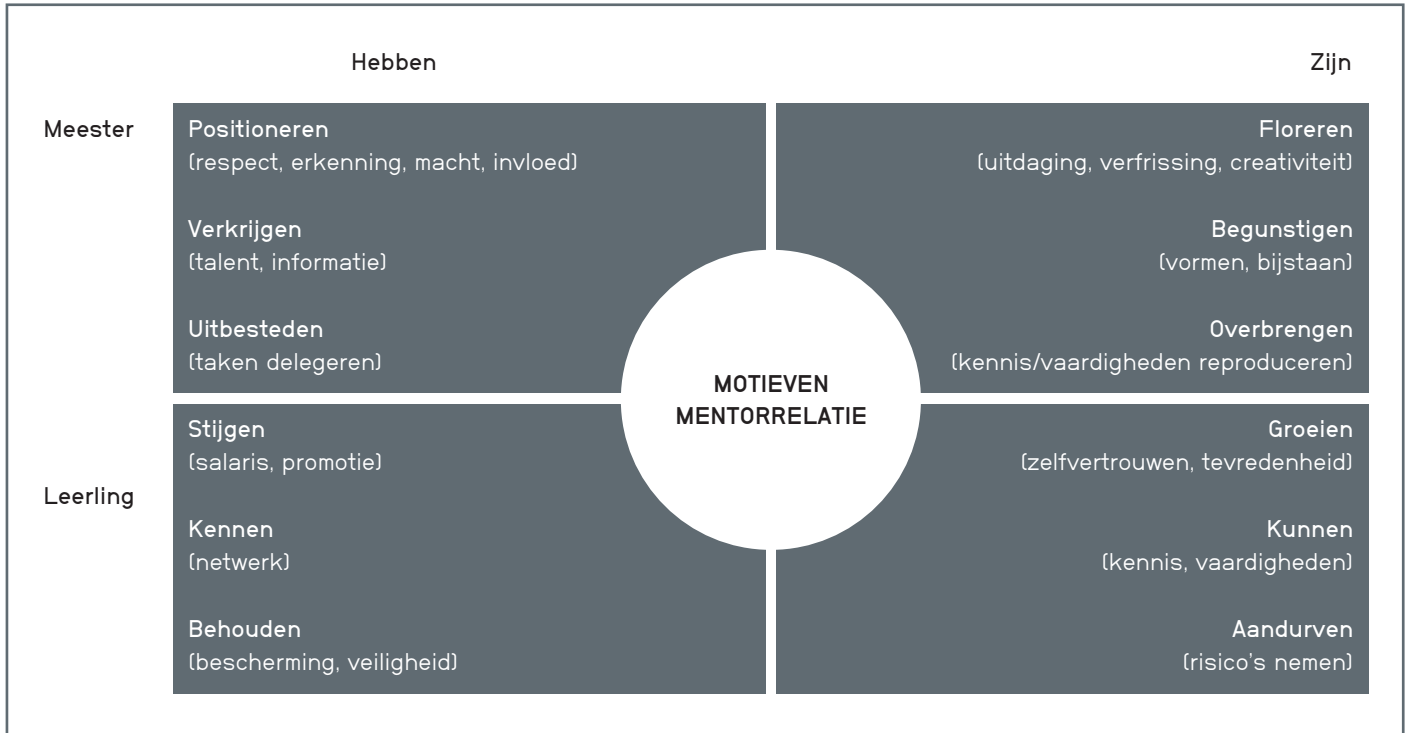 Hebben
Zijn
Meester
Positioneren
(respect, erkenning, macht, invloed)
Verkrijgen
(talent, informatie)
Uitbesteden
(taken delegeren)
Floreren
(uitdaging, verfrissing, creativiteit)
Begunstigen
(vormen, bijstaan)
Overbrengen
(kennis/vaardigheden reproduceren)
MOTIEVEN
MENTORRELATIE
Leerling
Stijgen
(salaris, promotie)
Kennen
(netwerk)
Behouden
(bescherming, veiligheid)
Groeien
(zelfvertrouwen, tevredenheid)
Kunnen
(kennis, vaardigheden)
Aandurven
(risico's nemen)